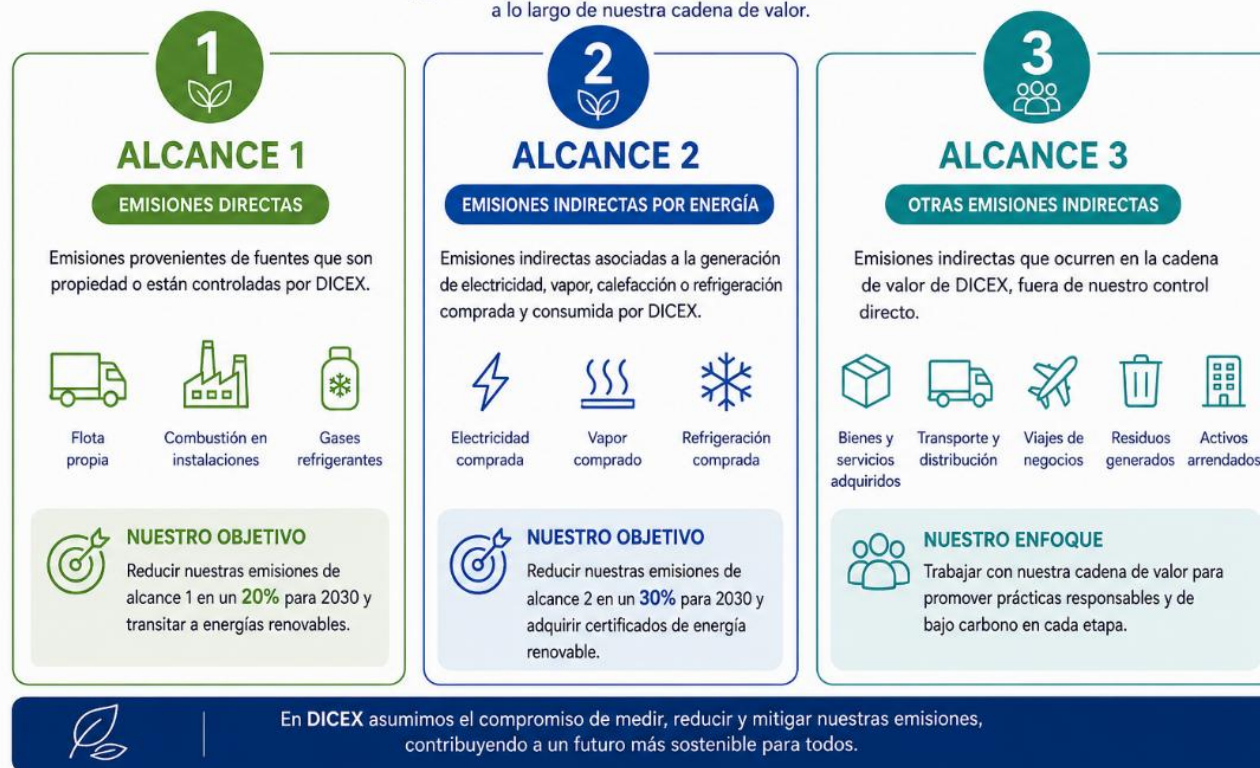 a lo largo de nuestra cadena de valor.
1
ALCANCE 1
EMISIONES DIRECTAS
Emisiones provenientes de fuentes que son
propiedad o están controladas por DICEX.
Flota
propia
Combustión en
instalaciones
Gases
refrigerantes
NUESTRO OBJETIVO
Reducir nuestras emisiones de
alcance 1 en un 20% para 2030 y
transitar a energías renovables.
2
ALCANCE 2
EMISIONES INDIRECTAS POR ENERGÍA
Emisiones indirectas asociadas a la generación
de electricidad, vapor, calefacción o refrigeración
comprada y consumida por DICEX.
Electricidad
comprada
Vapor
comprado
Refrigeración
comprada
NUESTRO OBJETIVO
Reducir nuestras emisiones de
alcance 2 en un 30% para 2030 y
adquirir certificados de energía
renovable.
3
ALCANCE 3
OTRAS EMISIONES INDIRECTAS
Emisiones indirectas que ocurren en la cadena
de valor de DICEX, fuera de nuestro control
directo.
Bienes y
servicios
adquiridos
Transporte y
distribución
Viajes de
negocios
Residuos
generados
Activos
arrendados
NUESTRO ENFOQUE
Trabajar con nuestra cadena de valor para
promover prácticas responsables y de
bajo carbono en cada etapa.
En DICEX asumimos el compromiso de medir, reducir y mitigar nuestras emisiones,
contribuyendo a un futuro más sostenible para todos.